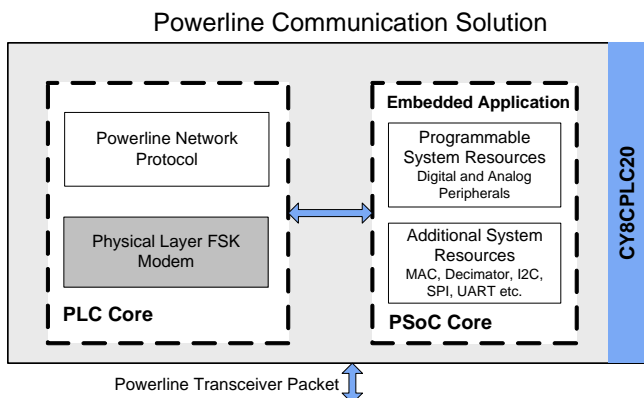 Powerline Communication Solution
Powerline Network
Protocol
Physical Layer FSK
Modem
PLC Core
Embedded Application
Programmable
System Resources
Digital and Analog
Peripherals
Additional System
Resources
MAC, Decimator, I2C,
SPI, UART etc.
PSoC Core
CY8CPLC20
Powerline Transceiver Packet